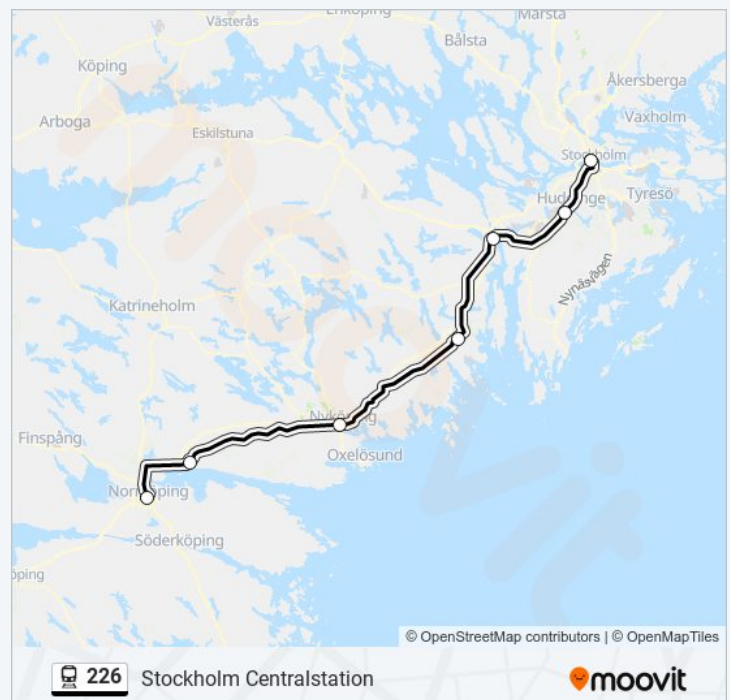 Enköping
Märsta
Västerås
Bålsta
Köping
Åkersberga
Arboga
Vaxholm
Eskilstuna
Stockholm
Huddinge
Tyresö
Nynäsvägen
Katrineholm
Nyköping
Finspång
Oxelösund
Norrköping
Söderköping
öping
© OpenStreetMap contributors | © OpenMapTiles
226 Stockholm Centralstation
moovit